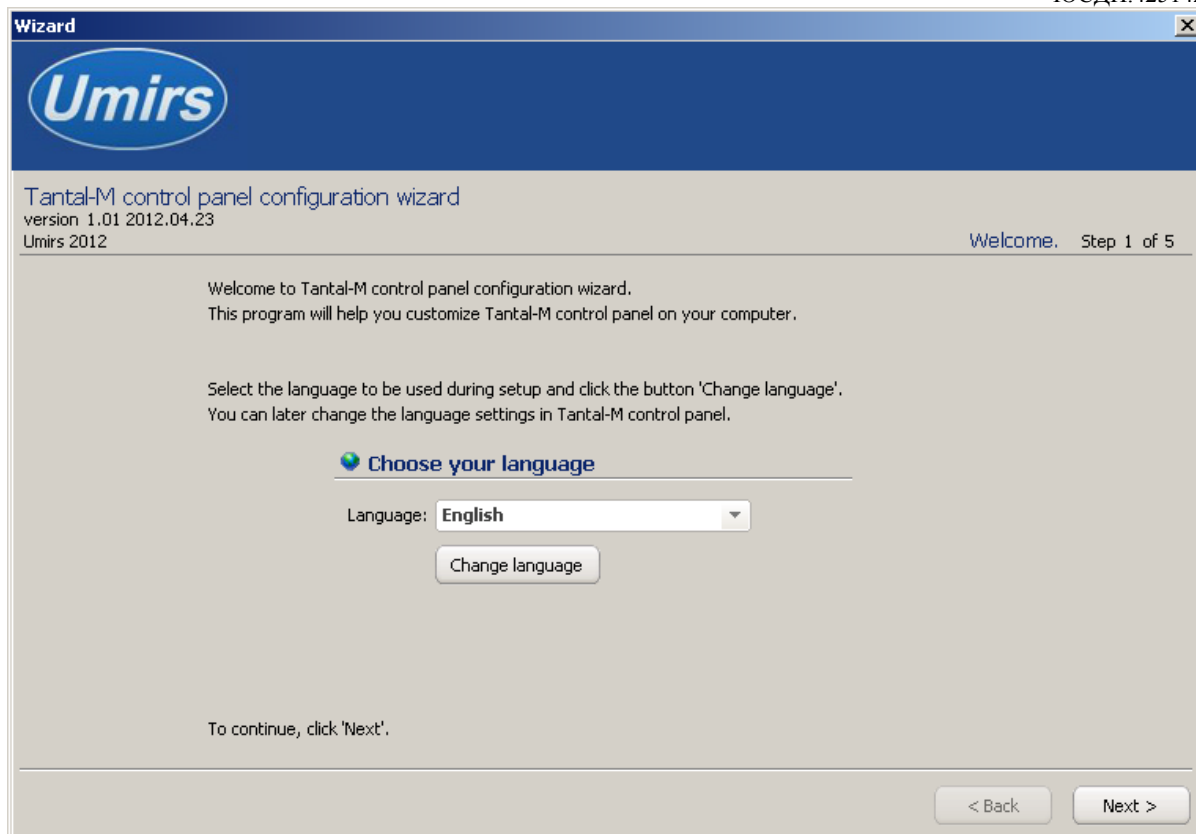 Wizard
Umirs
Tantal-M control panel configuration wizard
version 1.01 2012.04.23
Umirs 2012
Welcome. Step 1 of 5
Welcome to Tantal-M control panel configuration wizard.
This program will help you customize Tantal-M control panel on your computer.
Select the language to be used during setup and click the button 'Change language'.
You can later change the language settings in Tantal-M control panel.
Choose your language
Language: English
Change language
To continue, click 'Next'.
< Back Next >